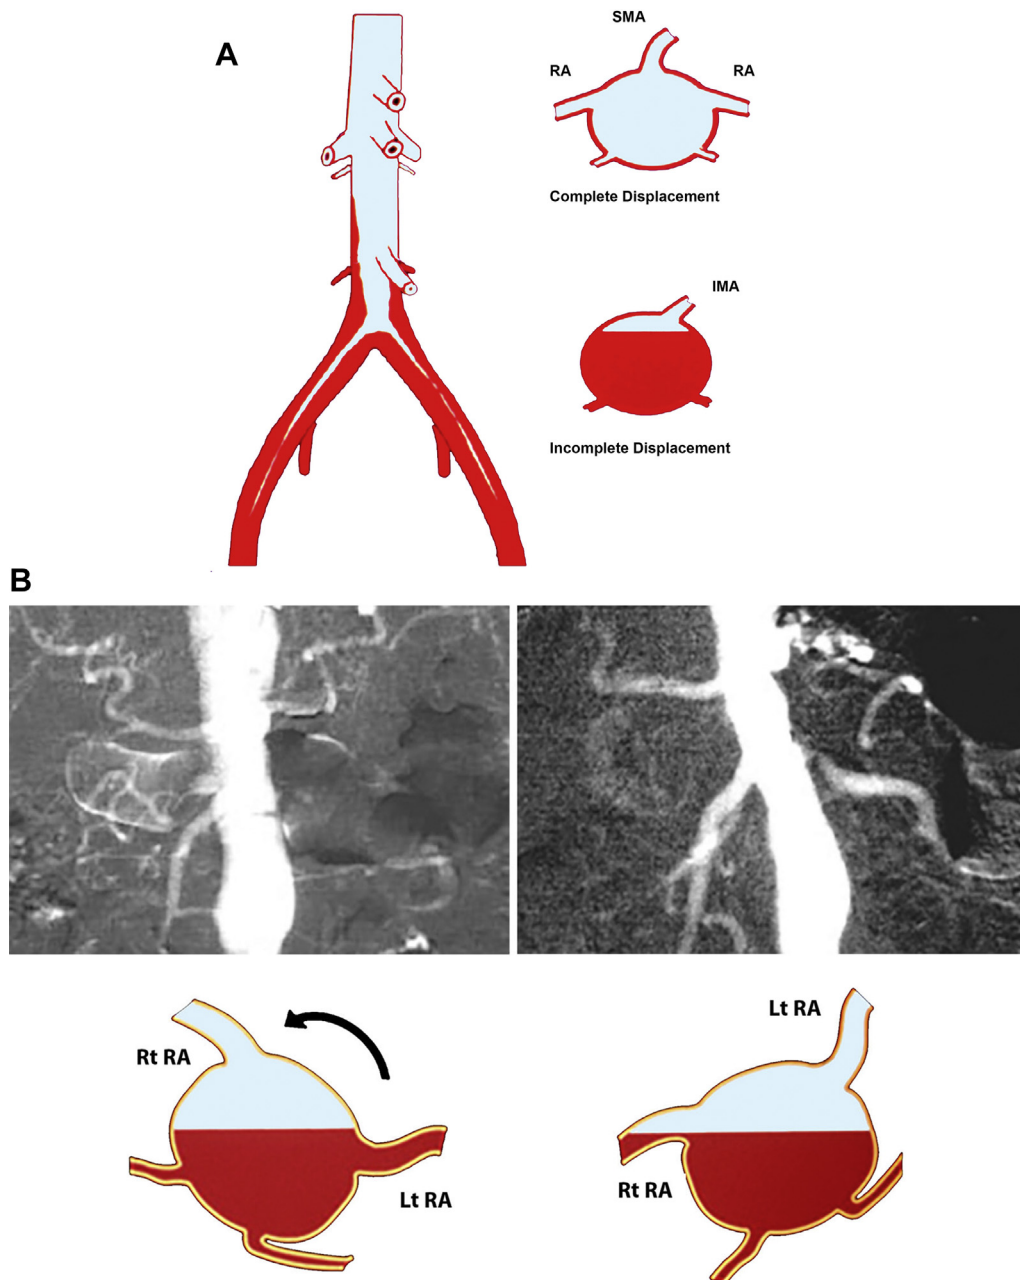 A
SMA
RA RA
Complete Displacement
IMA
Incomplete Displacement
B
Rt RA
Lt RA
Lt RA
Rt RA